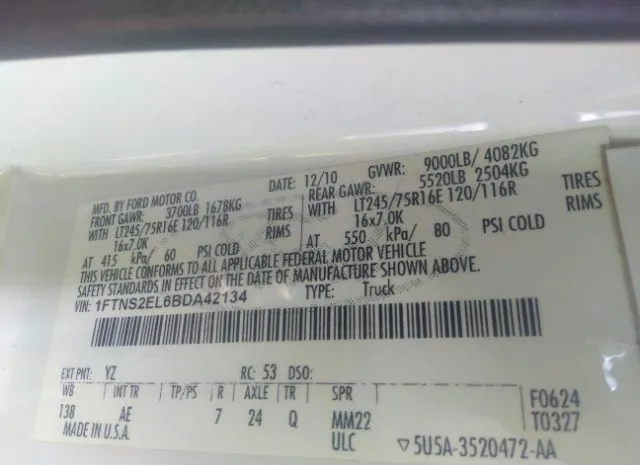 MFD. BY FORD MOTOR CO.
DATE: 12/10 GVWR: 9000LB/ 4082KG
FRONT GAWR: 3700LB 1678KG
REAR GAWR: 5520LB 2504KG
WITH LT245/75R16E 120/116R TIRES
WITH LT245/75R16E 120/116R TIRES
16x7.0K RIMS
16x7.0K RIMS
AT 415 kPa/ 60 PSI COLD
AT 550 kPa/ 80 PSI COLD
THIS VEHICLE CONFORMS TO ALL APPLICABLE FEDERAL MOTOR VEHICLE
SAFETY STANDARDS IN EFFECT ON THE DATE OF MANUFACTURE SHOWN ABOVE.
VIN: 1FTNS2EL6BDA42134 TYPE: Truck
EXT PNT: YZ RC: 53 DSO:
WB INT TR TP/PS R AXLE TR SPR
138 AE 7 24 Q MM22
F0624
T0327
MADE IN U.S.A. ULC ▽5U5A-3520472-AA